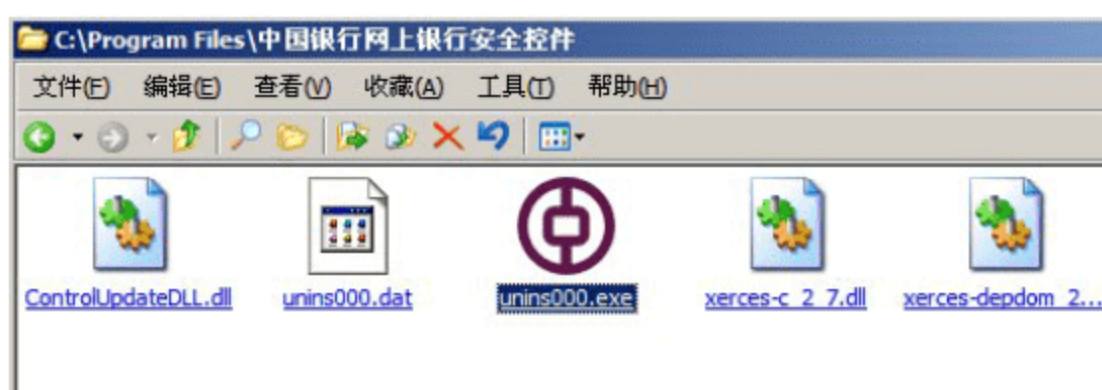 C:\Program Files\中国银行网上银行安全控件
文件(F) 编辑(E) 查看(V) 收藏(A) 工具(T) 帮助(H)
ControlUpdateDLL.dll unins000.dat unins000.exe xerces-c_2_7.dll xerces-depdom_2...